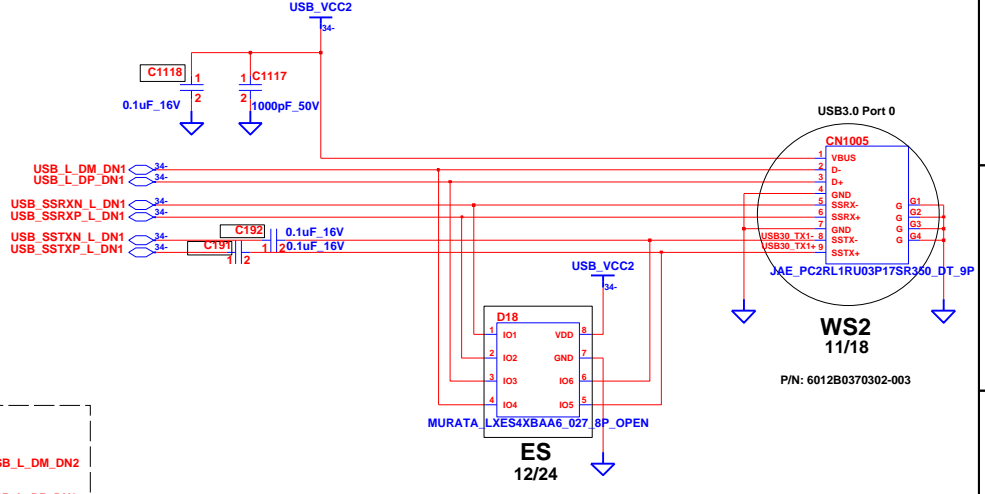 USB_VCC2
34-
C1118
1
2
0.1uF_16V
1
C1117
2
1000pF_50V
USB3.0 Port 0
CN1005
USB_L_DM_DN1
34-
USB_L_DP_DN1
34-
USB_SSRXN_L_DN1
34-
USB_SSRXP_L_DN1
34-
USB_SSTXN_L_DN1
34-
USB_SSTXP_L_DN1
34-
C192
0.1uF_16V
1
2
C191
0.1uF_16V
1
2
1 VBUS
2 D-
3 D+
4 GND
5 SSRX-
6 SSRX+
7 GND
USB30_TX1- 8 SSTX-
USB30_TX1+ 9 SSTX+
G G1
G G2
G G3
G G4
JAE_PC2RL1RU03P17SR350_DT_9P
WS2
11/18
P/N: 6012B0370302-003
USB_VCC2
34-
D18
1 IO1 VDD 8
2 IO2 GND 7
3 IO3 IO6 6
4 IO4 IO5 5
MURATA_LXES4XBAA6_027_8P_OPEN
ES
12/24
SB_L_DM_DN2